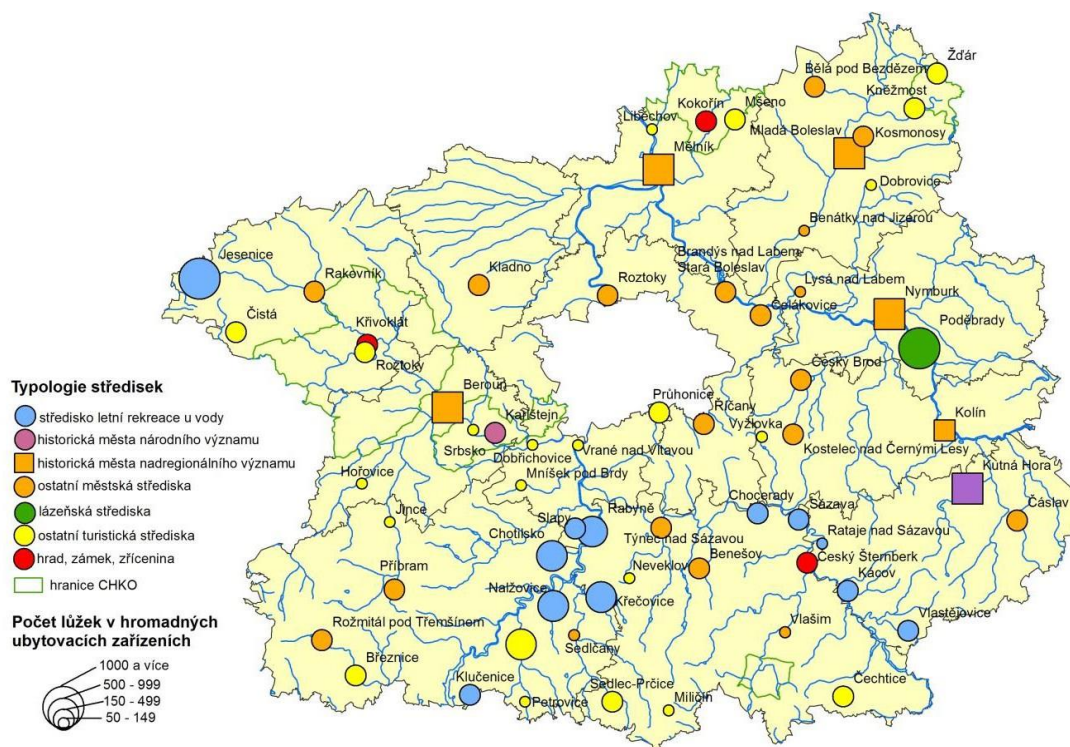 Žďár
Bělá pod Bezdězem
Kněžmost
Kokořín
Mšeno
Liběchov
Mladá Boleslav
Kosmonosy
Mělník
Dobrovice
Benátky nad Jizerou
Jesenice
Rakovník
Kladno
Roztoky
Brandýs nad Labem
Stará Boleslav
Lysá nad Labem
Nymburk
Čelákovice
Čistá
Křivoklát
Roztoky
Poděbrady
Český Brod
Beroun
Průhonice
Říčany
Kolín
Karlštejn
Vyžlovka
Srbsko
Dobřichovice
Vrané nad Vltavou
Kostelec nad Černými Lesy
Hořovice
Mníšek pod Brdy
Kutná Hora
Chocerady
Sázava
Čáslav
Jince
Slapy
Rabyně
Chotilsko
Týnec nad Sázavou
Rataje nad Sázavou
Benešov
Český Šternberk
Příbram
Neveklov
Kácov
Nalžovice
Křečovice
Rožmitál pod Třemšínem
Vlašim
Vlastějovice
Sedlčany
Březnice
Klučenice
Petrovice
Sedlec-Prčice
Miličín
Čechtice
Typologie středisek
středisko letní rekreace u vody
historická města národního významu
historická města nadregionálního významu
ostatní městská střediska
lázeňská střediska
ostatní turistická střediska
hrad, zámek, zřícenina
hranice CHKO
Počet lůžek v hromadných
ubytovacích zařízeních
1000 a více
500 - 999
150 - 499
50 - 149